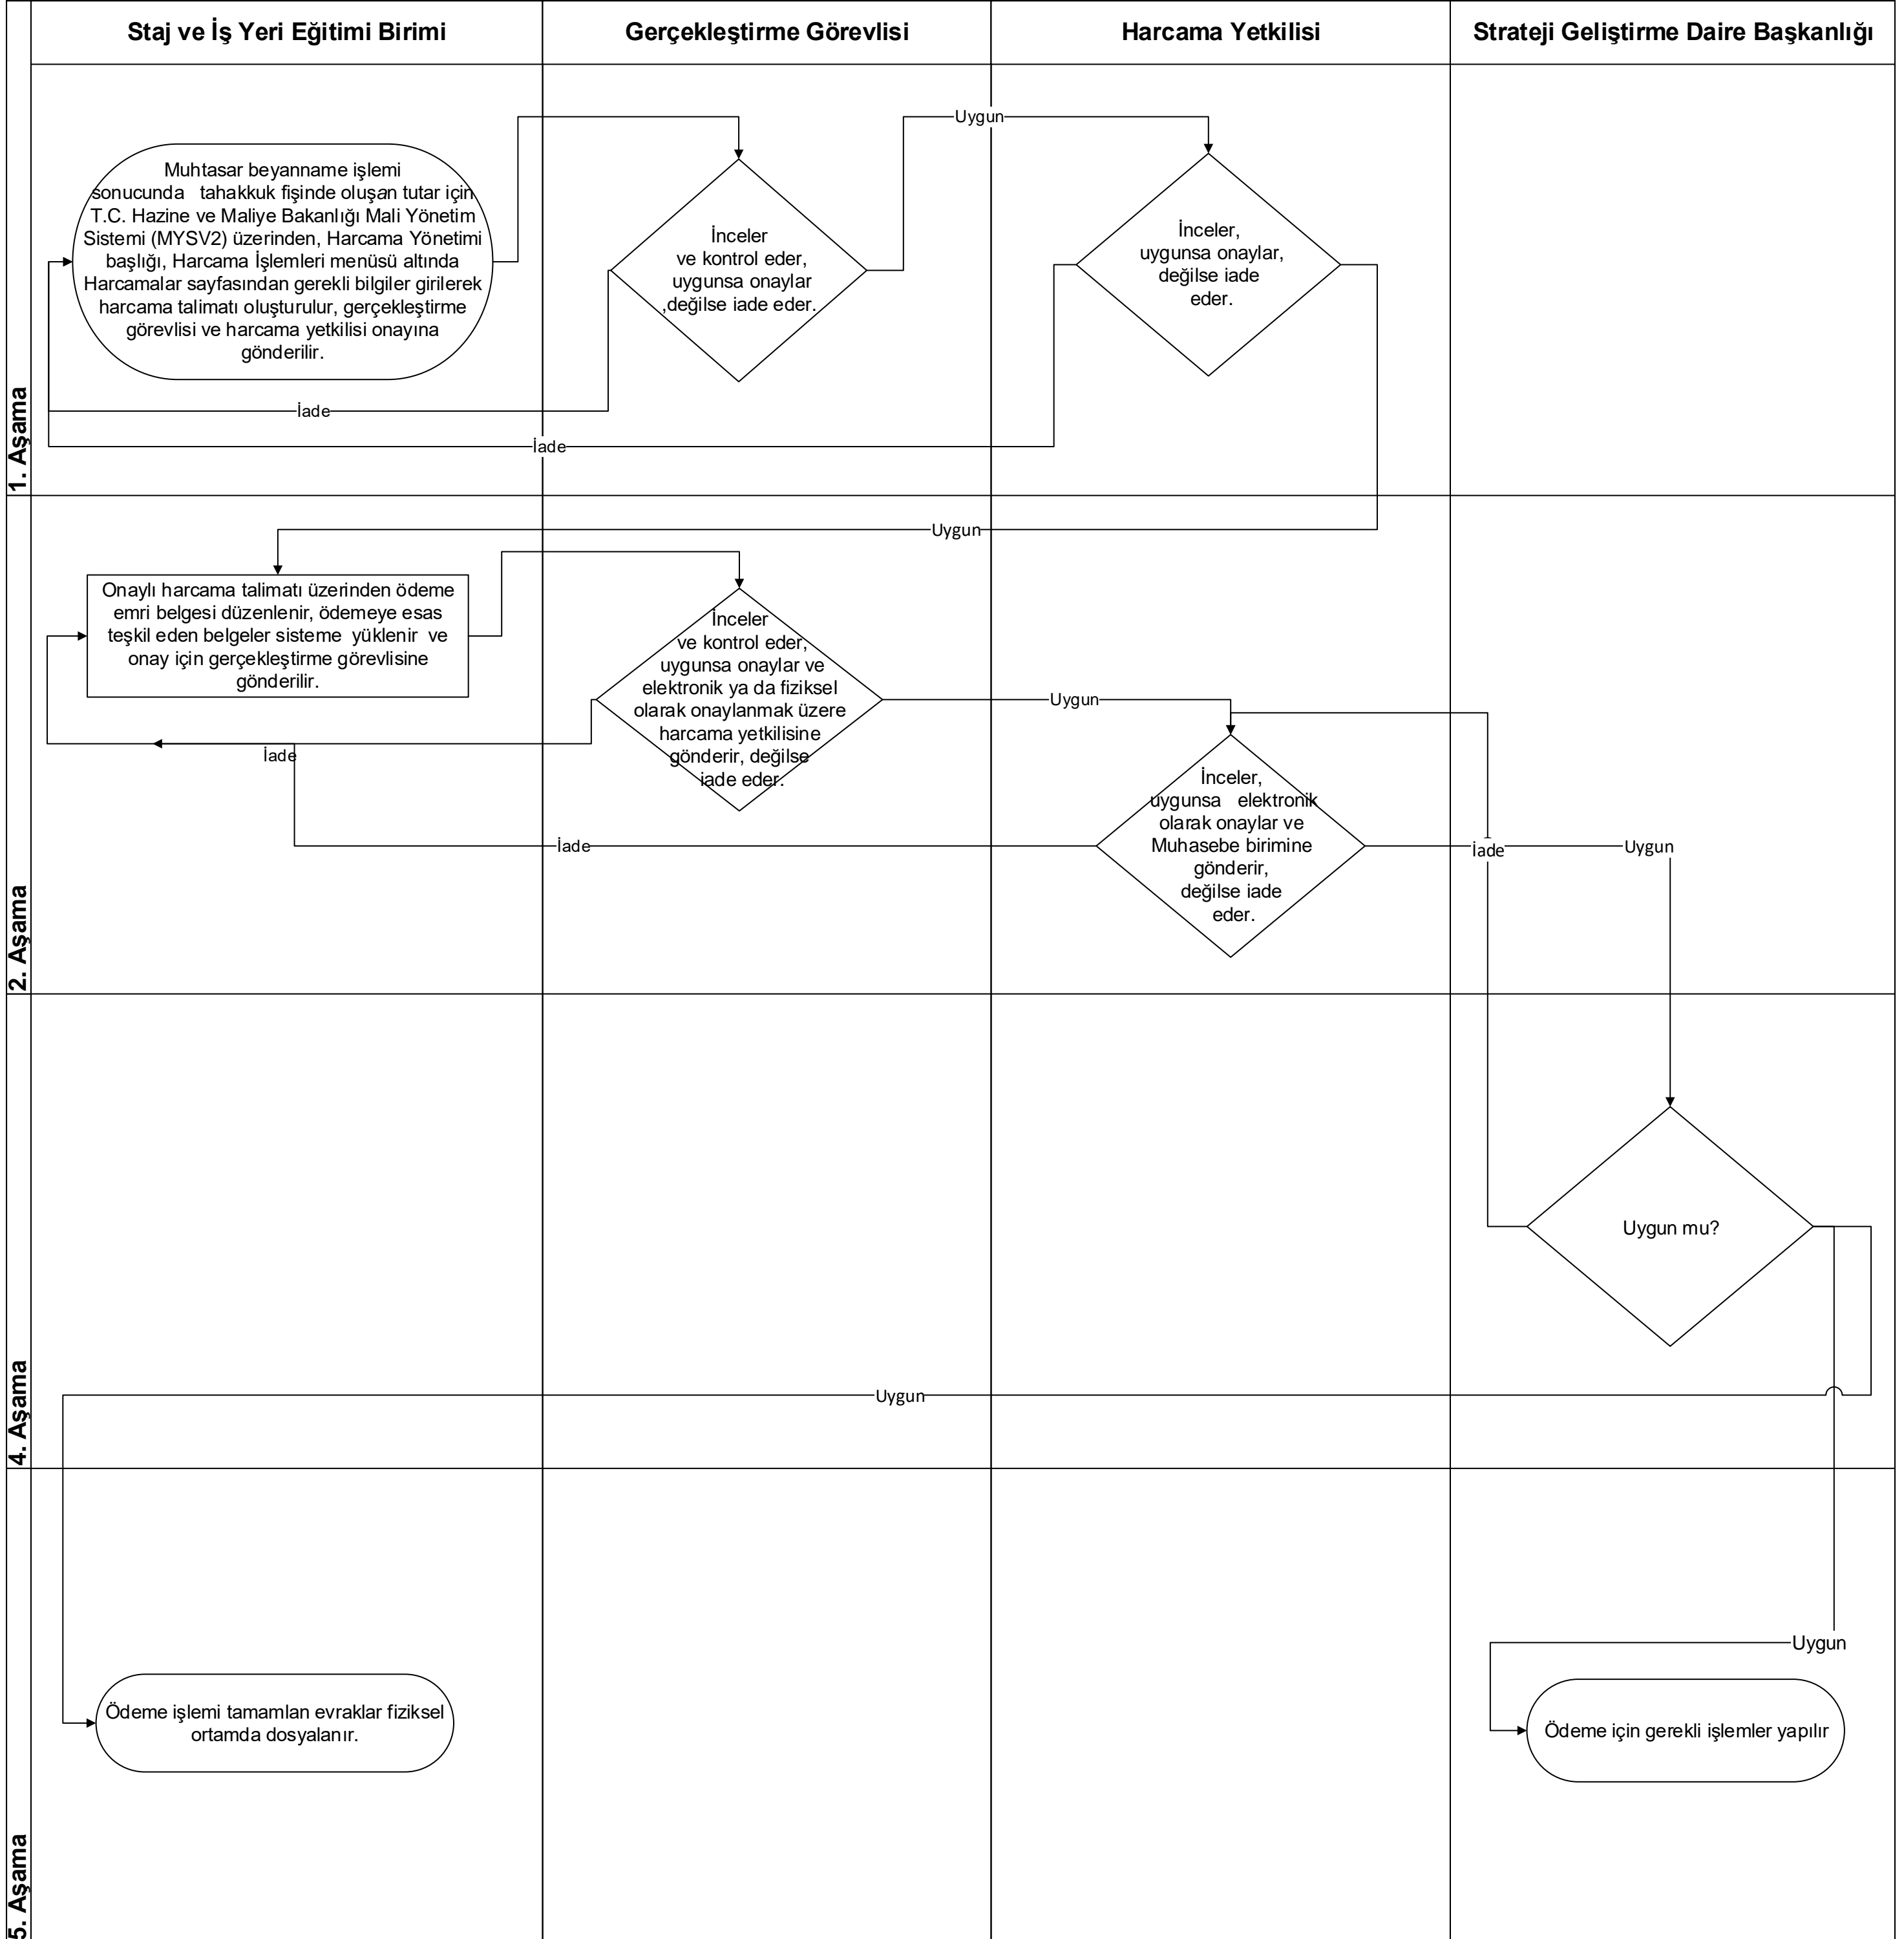 Staj ve İş Yeri Eğitimi Birimi
Gerçekleştirme Görevlisi
Harcama Yetkilisi
Strateji Geliştirme Daire Başkanlığı
1. Aşama
Muhtasar beyanname işlemi
sonucunda tahakkuk fişinde oluşan tutar için
T.C. Hazine ve Maliye Bakanlığı Mali Yönetim
Sistemi (MYSV2) üzerinden, Harcama Yönetimi
başlığı, Harcama İşlemleri menüsü altında
Harcamalar sayfasından gerekli bilgiler girilerek
harcama talimatı oluşturulur, gerçekleştirme
görevlisi ve harcama yetkilisi onayına
gönderilir.
İnceler
ve kontrol eder,
uygunsa onaylar
,değilse iade eder.
Uygun
İnceler,
uygunsa onaylar,
değilse iade
eder.
İade
İade
2. Aşama
Uygun
Onaylı harcama talimatı üzerinden ödeme
emri belgesi düzenlenir, ödemeye esas
teşkil eden belgeler sisteme yüklenir ve
onay için gerçekleştirme görevlisine
gönderilir.
İnceler
ve kontrol eder,
uygunsa onaylar ve
elektronik ya da fiziksel
olarak onaylanmak üzere
harcama yetkilisine
gönderir, değilse
iade eder.
Uygun
İade
İnceler,
uygunsa elektronik
olarak onaylar ve
Muhasebe birimine
gönderir,
değilse iade
eder.
İade
İade
Uygun
4. Aşama
Uygun mu?
Uygun
5. Aşama
Uygun
Ödeme işlemi tamamlan evraklar fiziksel
ortamda dosyalanır.
Ödeme için gerekli işlemler yapılır